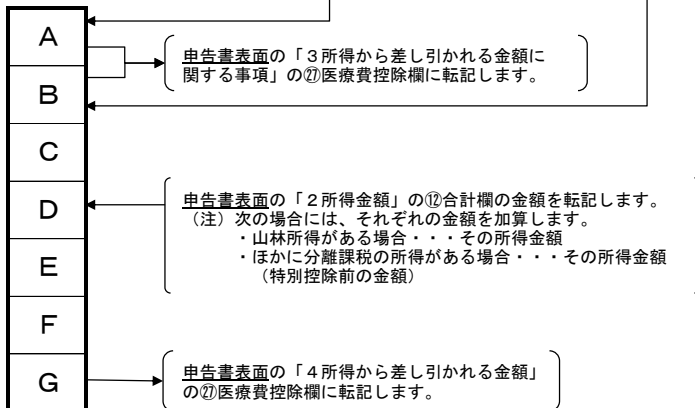 A
申告書表面の「3所得から差し引かれる金額に
関する事項」の㉗医療費控除欄に転記します。
B
C
D
申告書表面の「2所得金額」の⑫合計欄の金額を転記します。
(注)次の場合には、それぞれの金額を加算します。
・山林所得がある場合・・・その所得金額
・ほかに分離課税の所得がある場合・・・その所得金額
(特別控除前の金額)
E
F
G
申告書表面の「4所得から差し引かれる金額」
の㉗医療費控除欄に転記します。